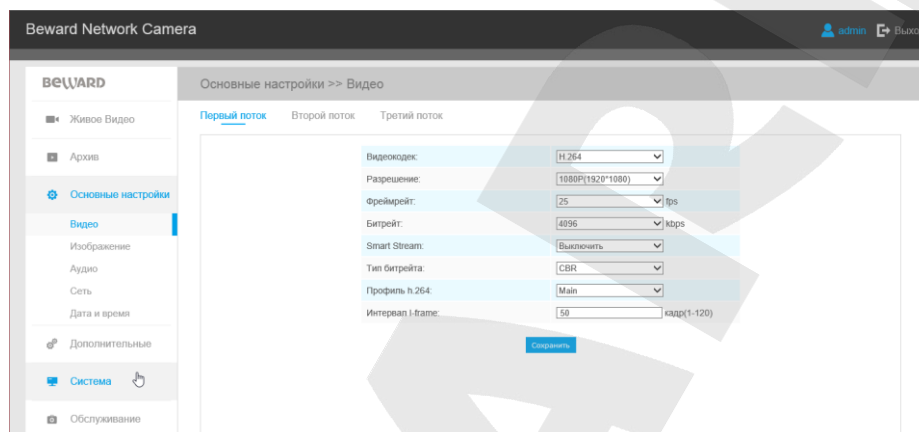 Beward Network Camera
admin
BEWARD
Основные настройки >> Видео
Живое Видео
Первый поток Второй поток Третий поток
Архив
Видеокодек: H.264
Разрешение: 1080P(1920*1080)
Основные настройки
Фреймрейт: 25 fps
Видео
Битрейт: 4096 kbps
Изображение
Smart Stream: Выключить
Аудио
Тип битрейта: CBR
Сеть
Профиль h.264: Main
Дата и время
Интервал I-frame: 50 кадр(1-120)
Дополнительные
Сохранить
Система
Обслуживание